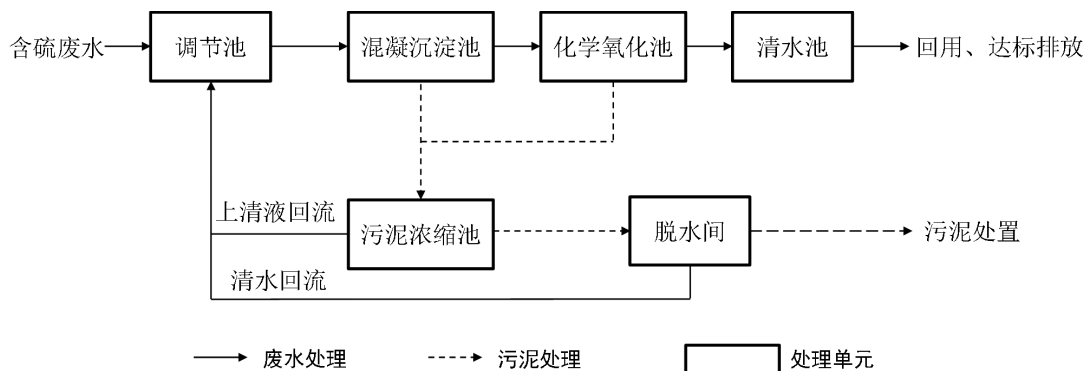 含硫废水
调节池
混凝沉淀池
化学氧化池
清水池
回用、达标排放
上清液回流
污泥浓缩池
脱水间
污泥处置
清水回流
废水处理
污泥处理
处理单元